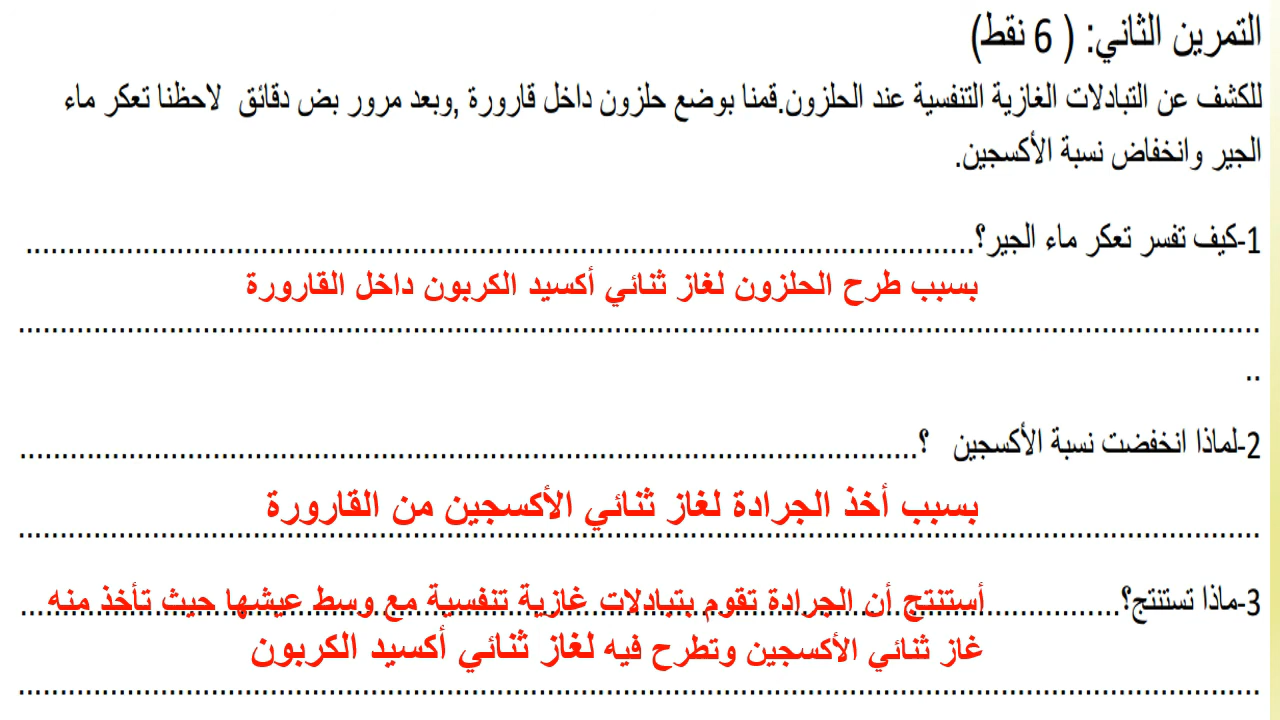 التمرين الثاني: ( 6 نقط)
للكشف عن التبادلات الغازية التنفسية عند الحلزون.قمنا بوضع حلزون داخل قارورة ,وبعد مرور بض دقائق لاحظنا تعكر ماء
الجير وانخفاض نسبة الأكسجين.
1-كيف تفسر تعكر ماء الجير؟......................................................................................................
بسبب طرح الحلزون لغاز ثنائي أكسيد الكربون داخل القارورة
......................................................................................................................................
..
2-لماذا انخفضت نسبة الأكسجين ؟................................................................................................
بسبب أخذ الجرادة لغاز ثنائي الأكسجين من القارورة
......................................................................................................................................
3-ماذا تستنتج؟................أستنتج أن الجرادة تقوم بتبادلات غازية تنفسية مع وسط عيشها حيث تأخذ منه
غاز ثنائي الأكسجين وتطرح فيه لغاز ثنائي أكسيد الكربون
......................................................................................................................................